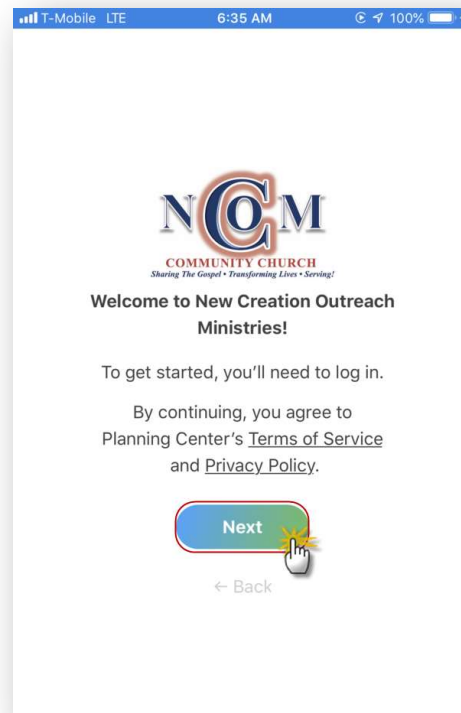 T-Mobile LTE 6:35 AM 100%
NCOM
COMMUNITY CHURCH
Sharing The Gospel • Transforming Lives • Serving!
Welcome to New Creation Outreach
Ministries!
To get started, you’ll need to log in.
By continuing, you agree to
Planning Center’s Terms of Service
and Privacy Policy.
Next
← Back